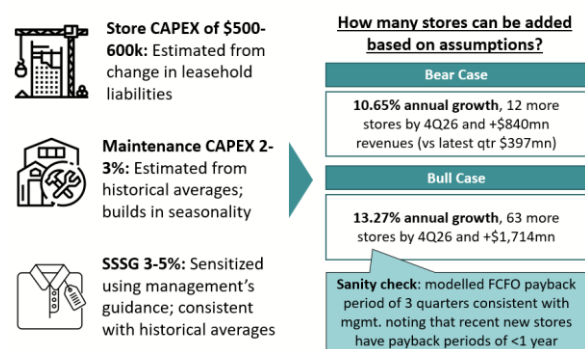 Store CAPEX of $500-
600k: Estimated from
change in leasehold
liabilities
Maintenance CAPEX 2-
3%: Estimated from
historical averages;
builds in seasonality
SSSG 3-5%: Sensitized
using management's
guidance; consistent
with historical averages
How many stores can be added
based on assumptions?
Bear Case
10.65% annual growth, 12 more
stores by 4Q26 and +$840mn
revenues (vs latest qtr $397mn)
Bull Case
13.27% annual growth, 63 more
stores by 4Q26 and +$1,714mn
Sanity check: modelled FCFO payback
period of 3 quarters consistent with
mgmt. noting that recent new stores
have payback periods of <1 year